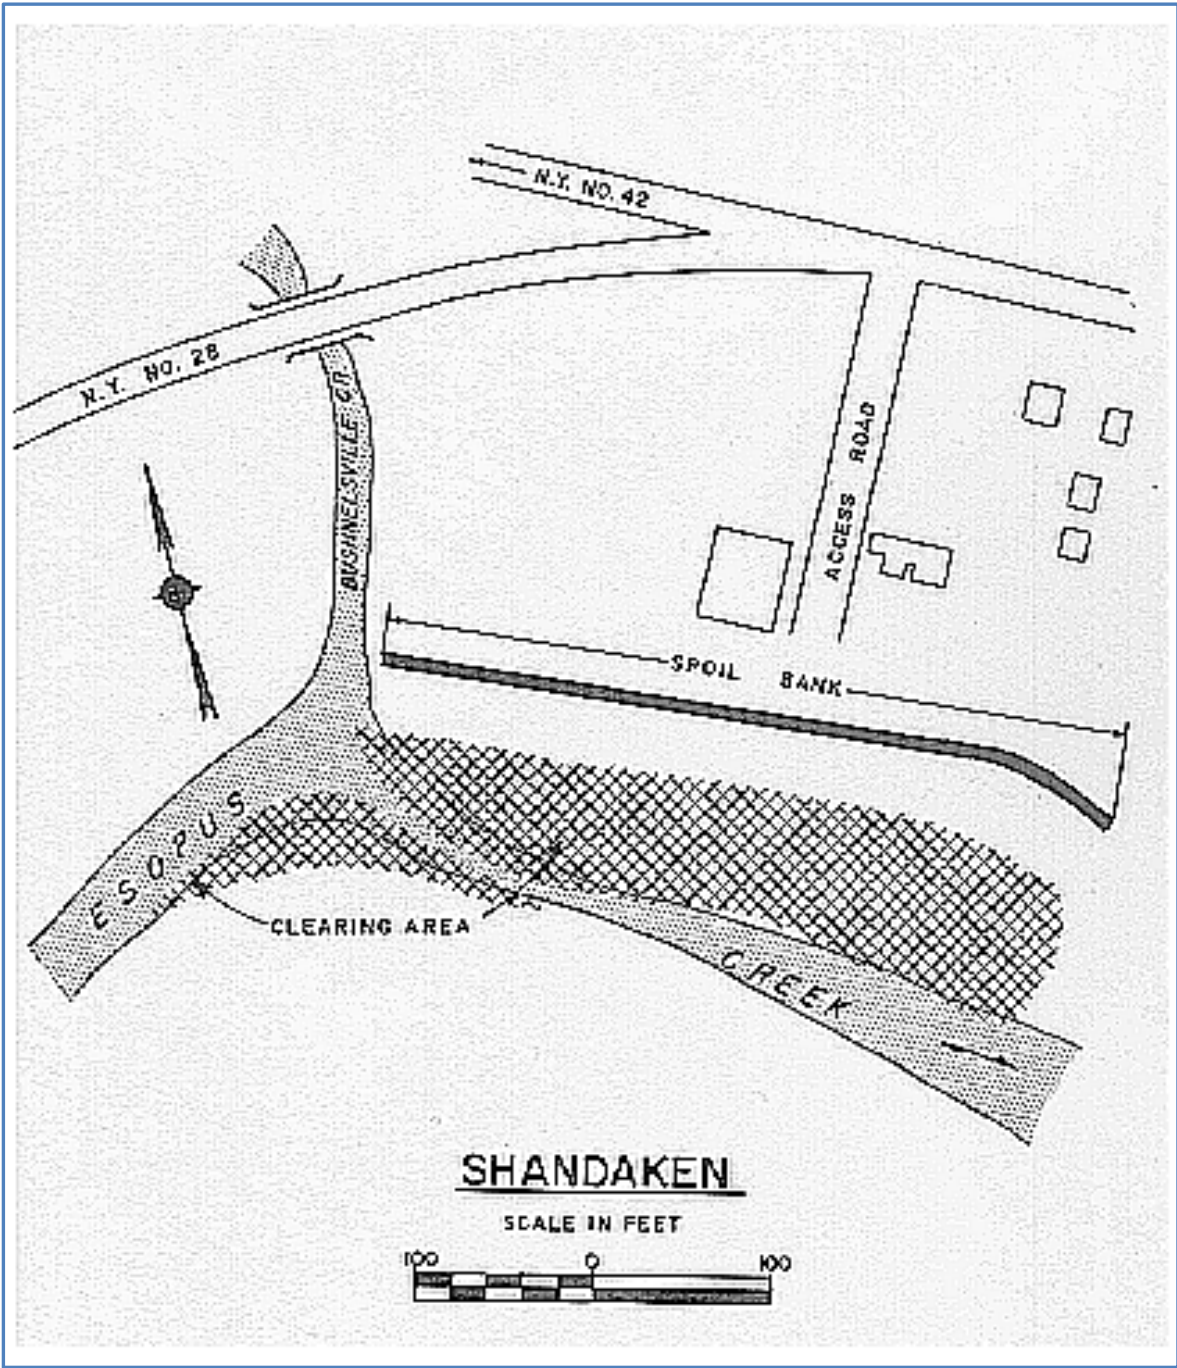 N.Y. NO. 42
N.Y. NO. 28
BUSHNELSVILLE CR.
ACCESS ROAD
SPOIL BANK
ESOPUS
CLEARING AREA
CREEK
SHANDAKEN
SCALE IN FEET
100 0 100